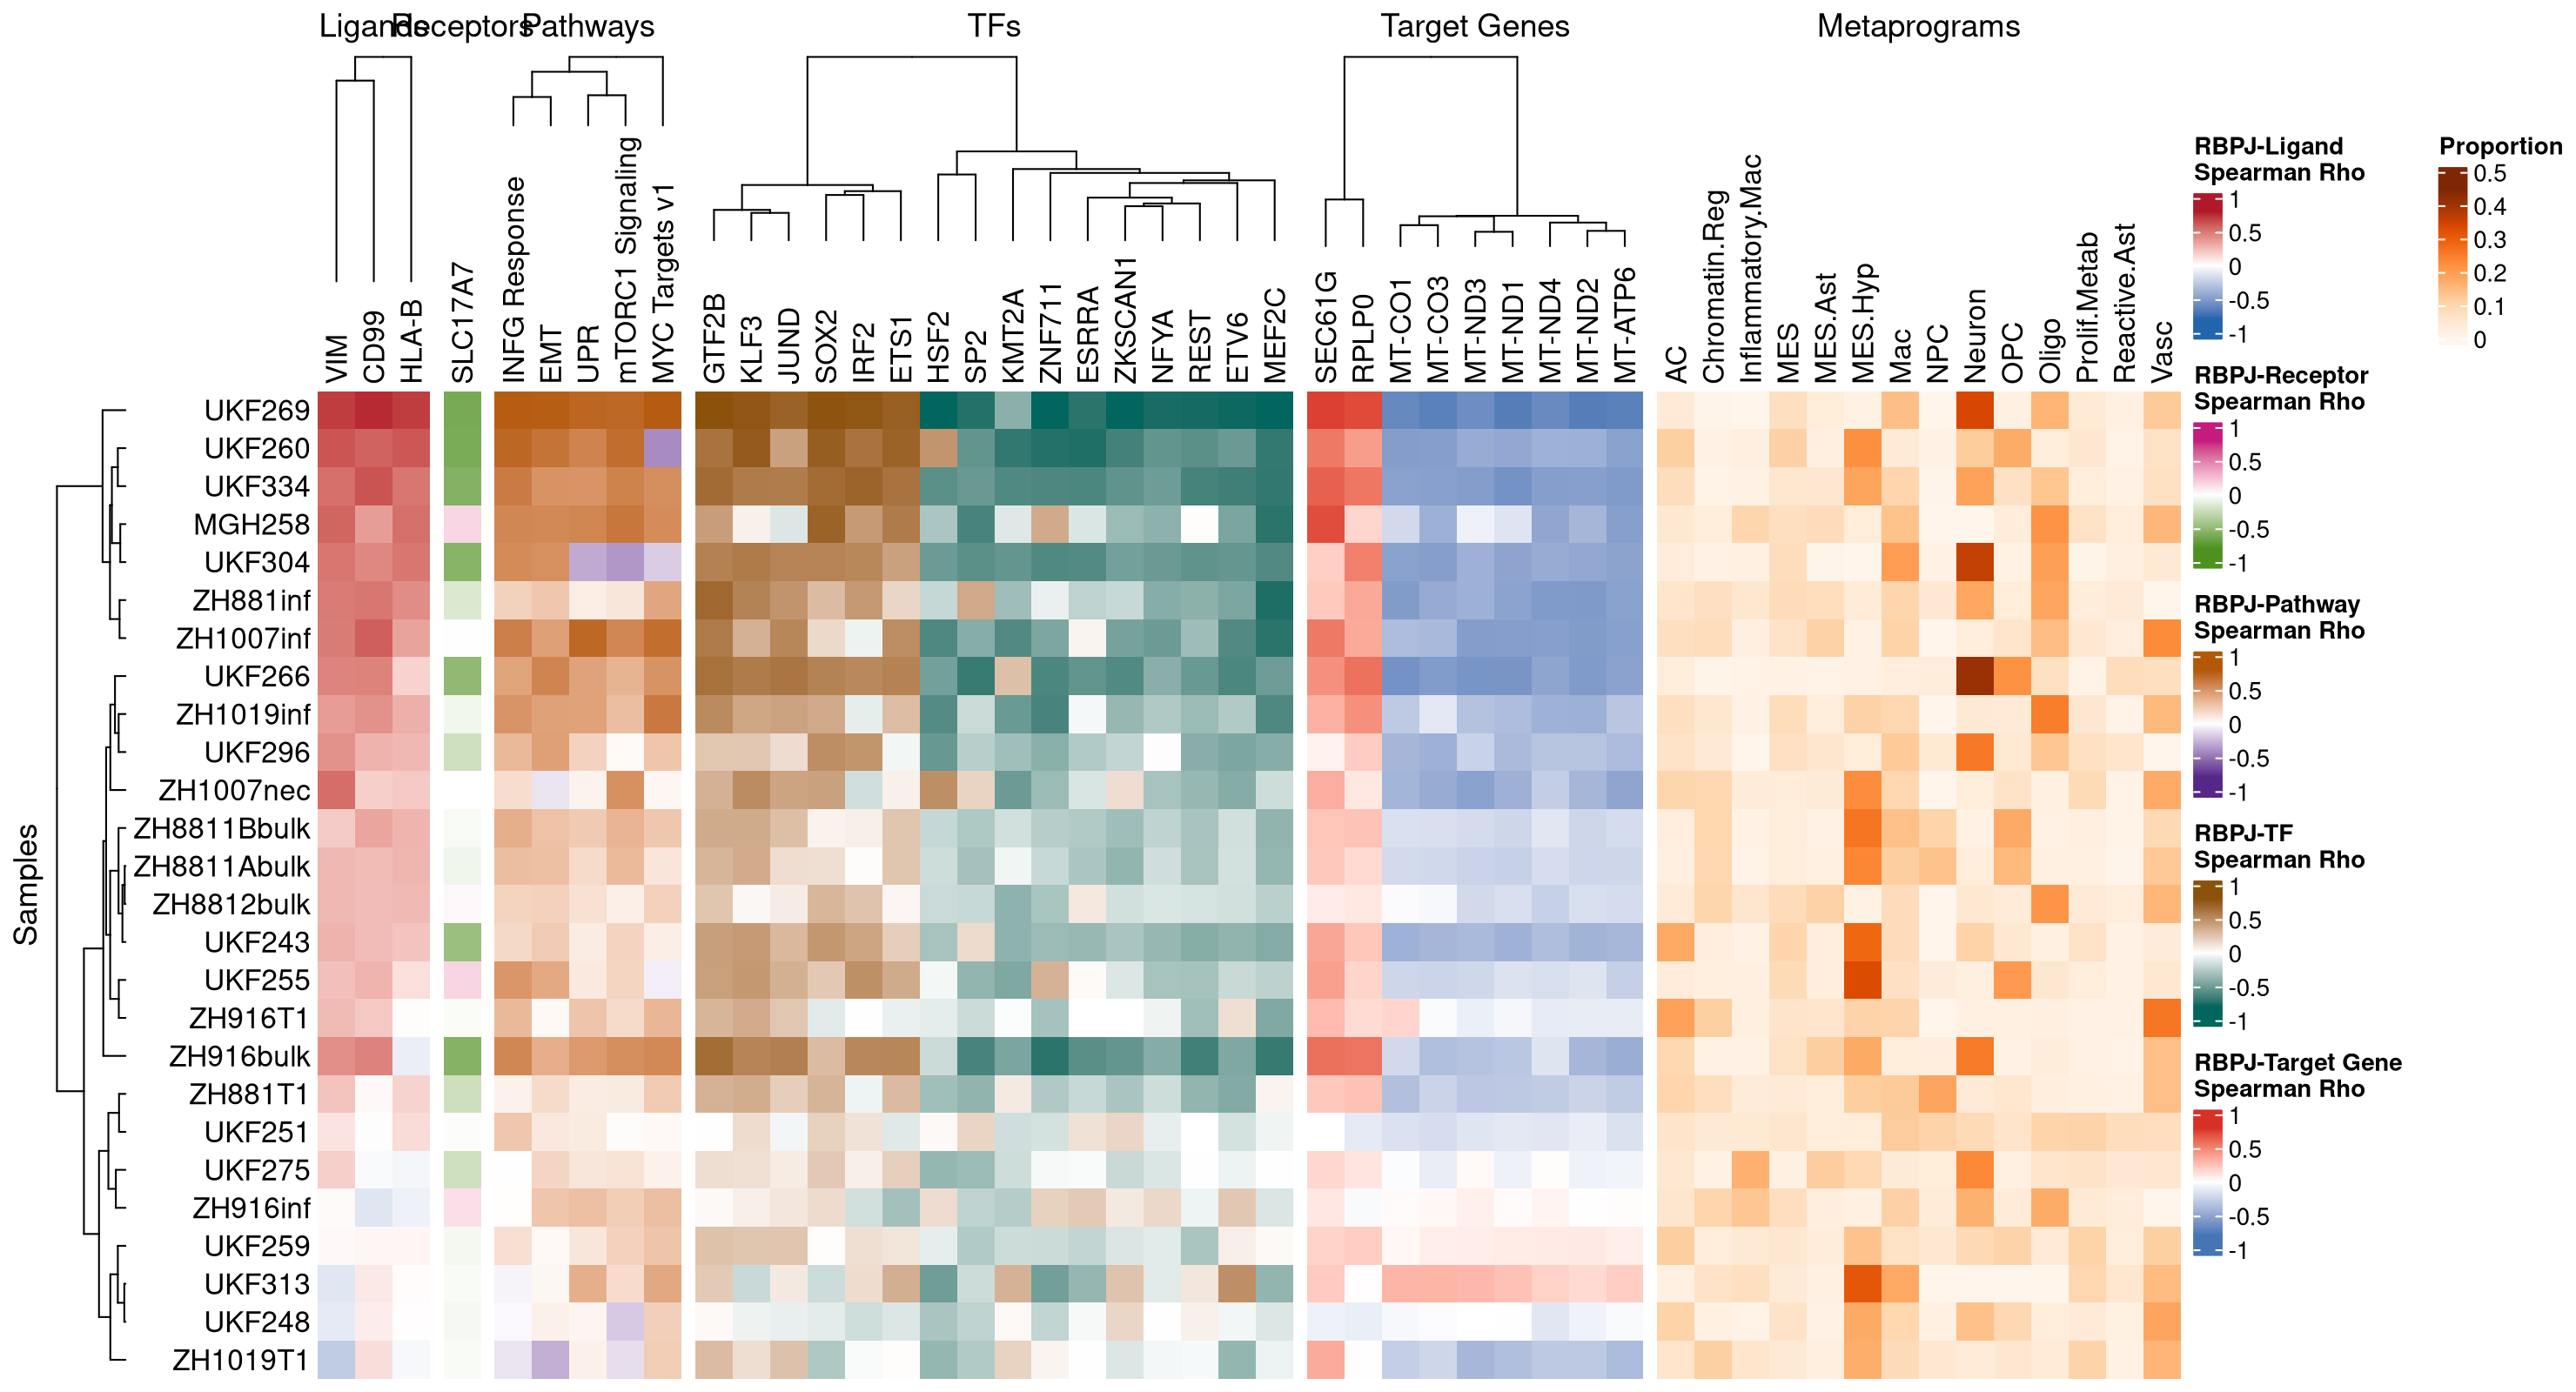 Ligands Receptors Pathways TFs Target Genes Metaprograms
VIM
CD99
HLA-B
SLC17A7
INFG Response
EMT
UPR
mTORC1 Signaling
MYC Targets v1
GTF2B
KLF3
JUND
SOX2
IRF2
ETS1
HSF2
SP2
KMT2A
ZNF711
ESRRA
ZKSCAN1
NFYA
REST
ETV6
MEF2C
SEC61G
RPLP0
MT-CO1
MT-CO3
MT-ND3
MT-ND1
MT-ND4
MT-ND2
MT-ATP6
AC
Chromatin.Reg
Inflammatory.Mac
MES
MES.Ast
MES.Hyp
Mac
NPC
Neuron
OPC
Oligo
Prolif.Metab
Reactive.Ast
Vasc
Samples
UKF269
UKF260
UKF334
MGH258
UKF304
ZH881inf
ZH1007inf
UKF266
ZH1019inf
UKF296
ZH1007nec
ZH8811Bbulk
ZH8811Abulk
ZH8812bulk
UKF243
UKF255
ZH916T1
ZH916bulk
ZH881T1
UKF251
UKF275
ZH916inf
UKF259
UKF313
UKF248
ZH1019T1
RBPJ-Ligand
Spearman Rho
1
0.5
0
-0.5
-1
RBPJ-Receptor
Spearman Rho
1
0.5
0
-0.5
-1
RBPJ-Pathway
Spearman Rho
1
0.5
0
-0.5
-1
RBPJ-TF
Spearman Rho
1
0.5
0
-0.5
-1
RBPJ-Target Gene
Spearman Rho
1
0.5
0
-0.5
-1
Proportion
0.5
0.4
0.3
0.2
0.1
0